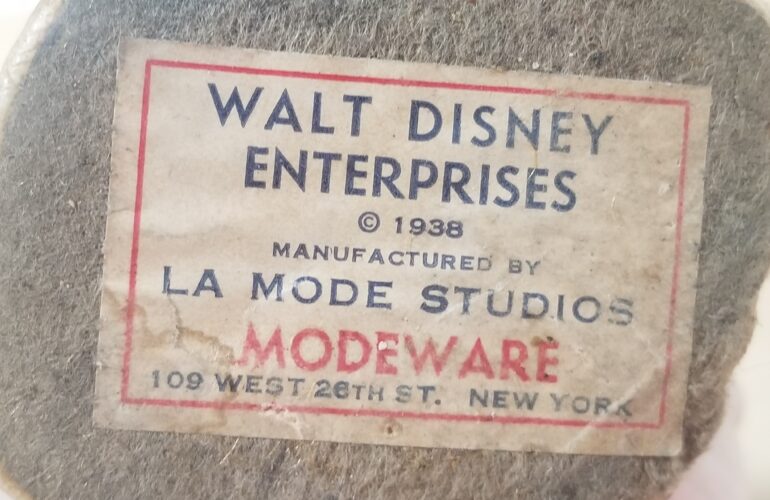 WALT DISNEY
ENTERPRISES
© 1938
MANUFACTURED BY
LA MODE STUDIOS
MODEWARE
109 WEST 26TH ST. NEW YORK